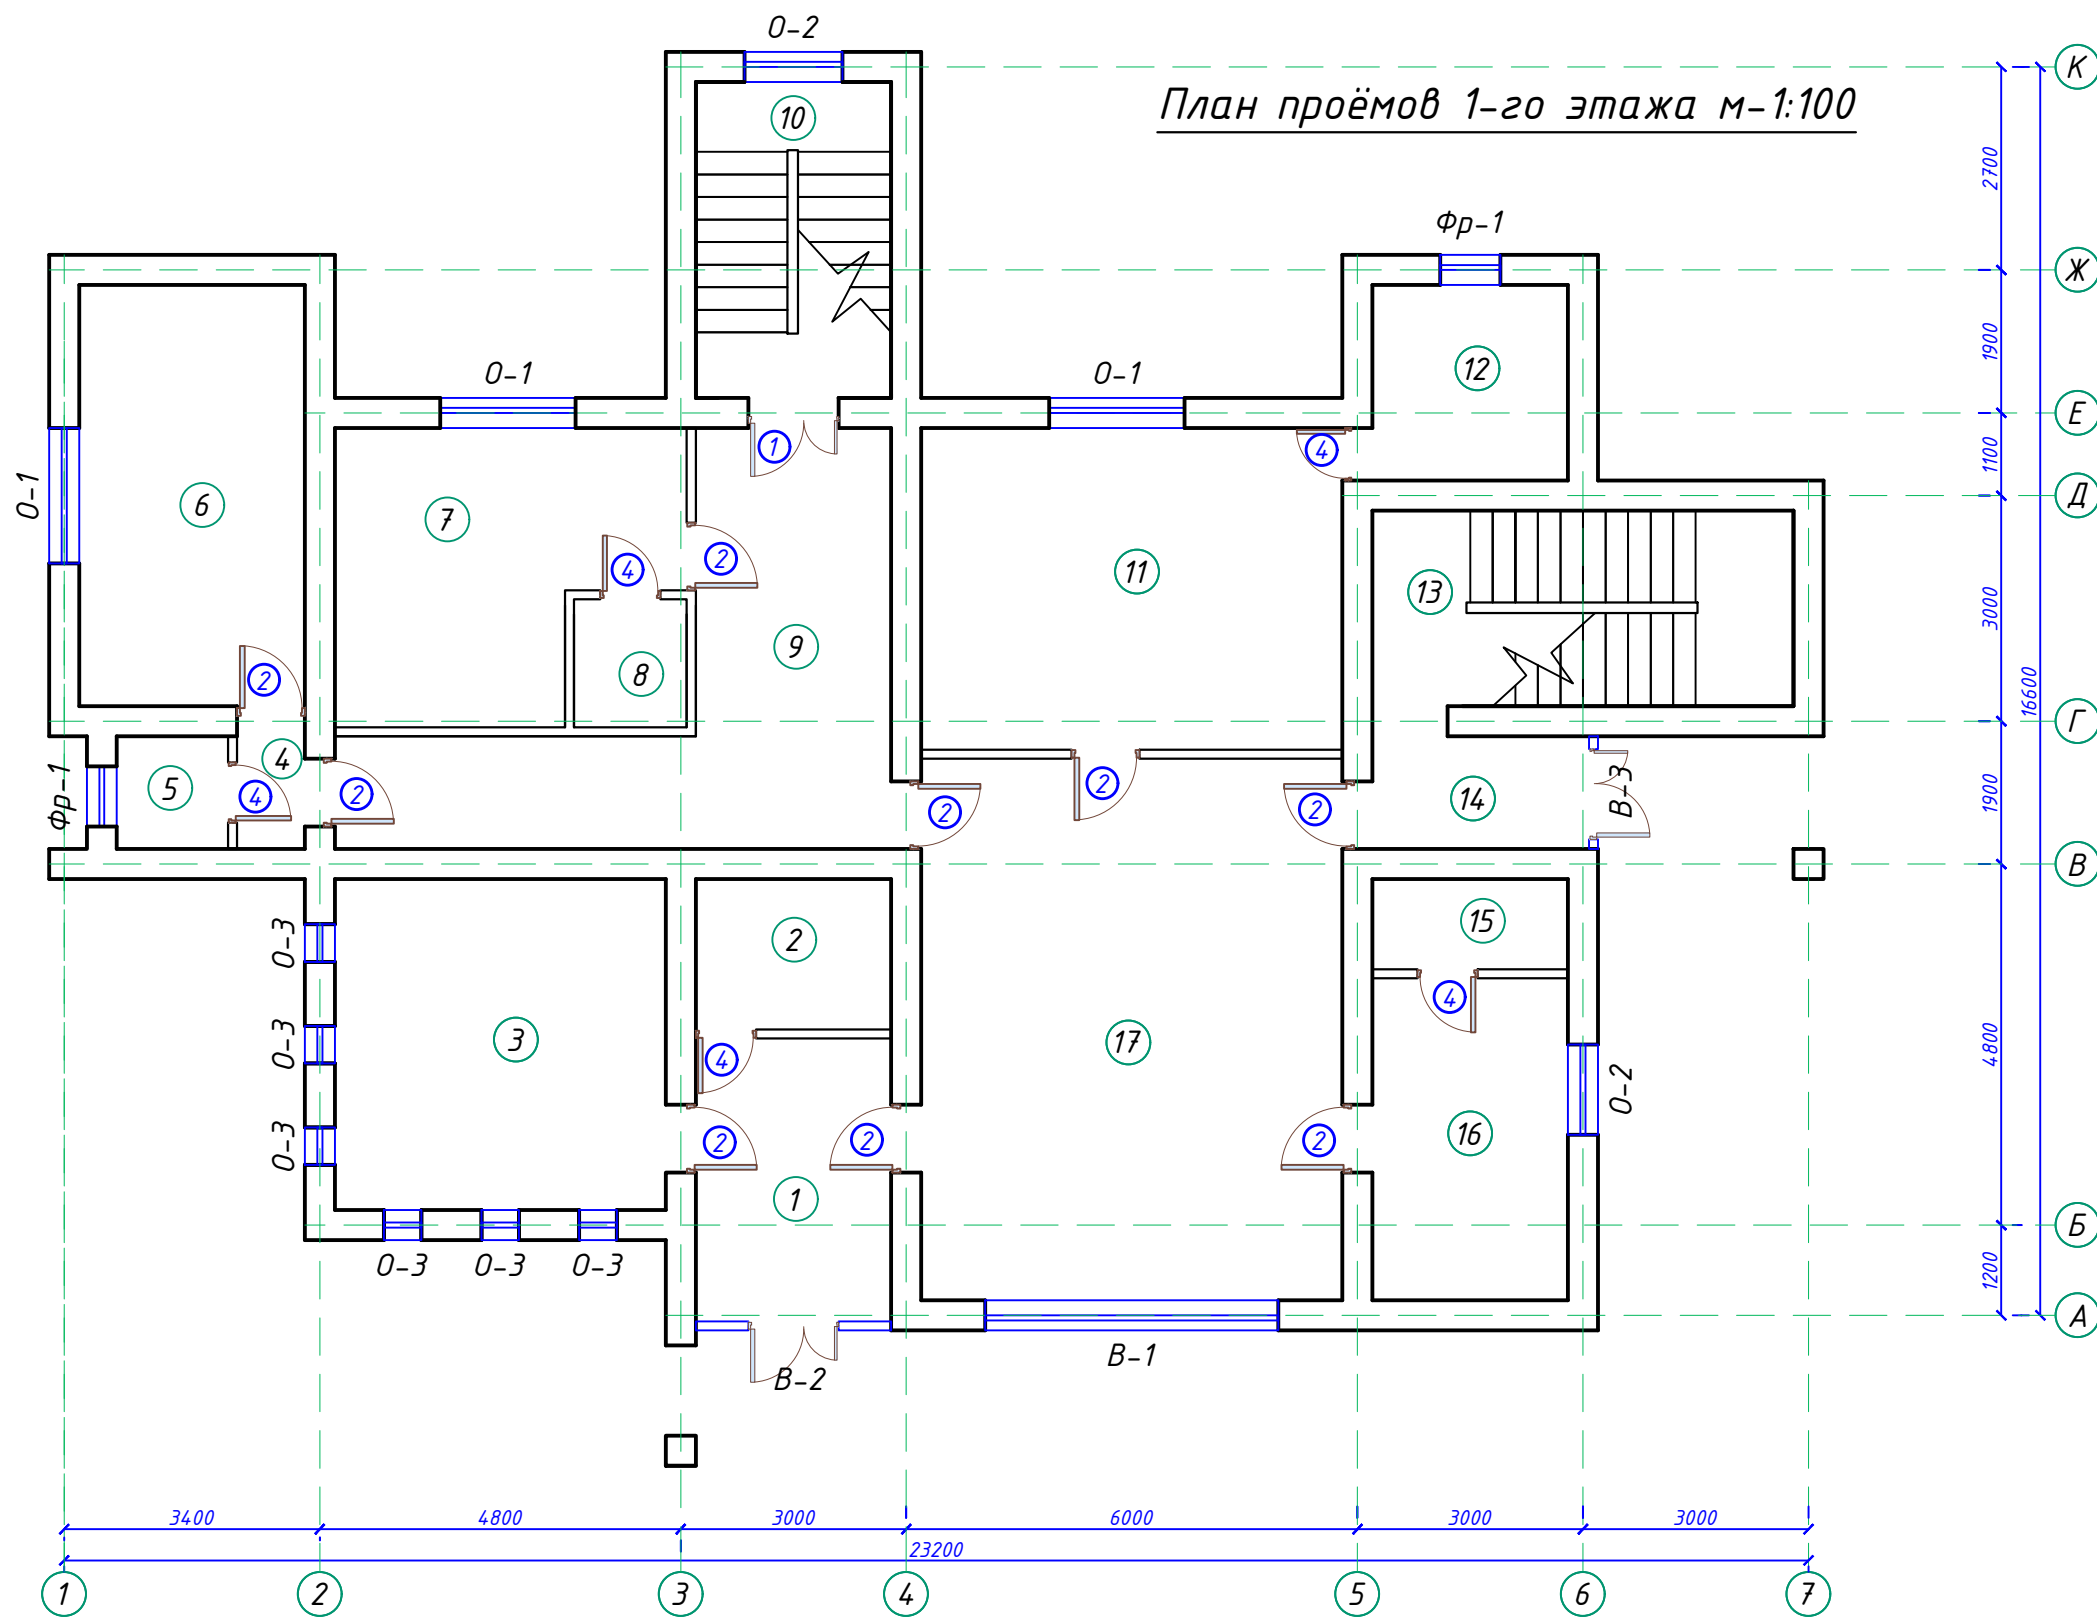 О-2
К
План проёмов 1-го этажа м-1:100
10
2700
Фр-1
Ж
О-1
О-1
12
1900
Е
1
4
1100
О-1
6
7
Д
4
2
11
13
3000
9
8
2
16600
Г
4
Фр-1
5
4
2
2
2
2
14
В-3
1900
В
О-3
2
15
4
О-3
3
17
4
4800
О-2
О-3
2
2
2
16
1
Б
О-3
О-3
О-3
1200
А
В-1
В-2
3400
4800
3000
6000
3000
3000
23200
1
2
3
4
5
6
7